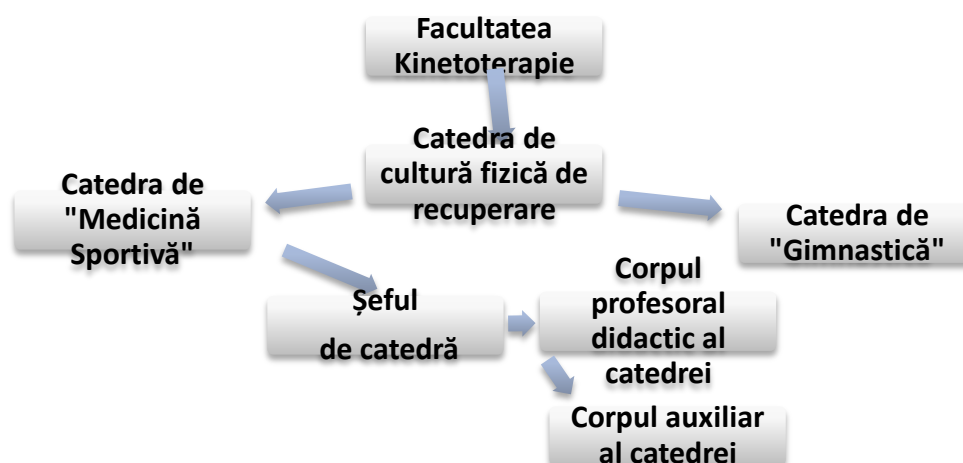 Facultatea
Kinetoterapie
Catedra de
cultură fizică de
recuperare
Catedra de
"Medicină
Sportivă"
Catedra de
"Gimnastică"
Șeful
de catedră
Corpul
profesoral
didactic al
catedrei
Corpul auxiliar
al catedrei